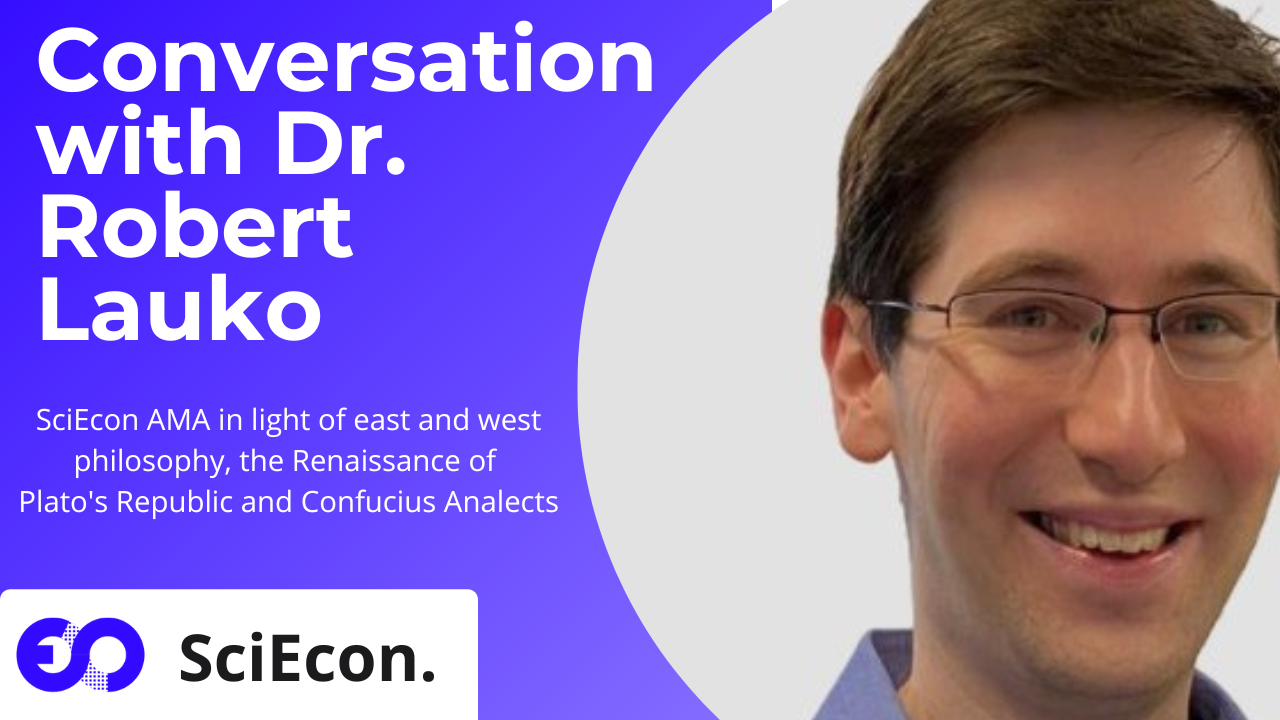 Conversation
with Dr.
Robert
Lauko
SciEcon AMA in light of east and west
philosophy, the Renaissance of
Plato's Republic and Confucius Analects
SciEcon.